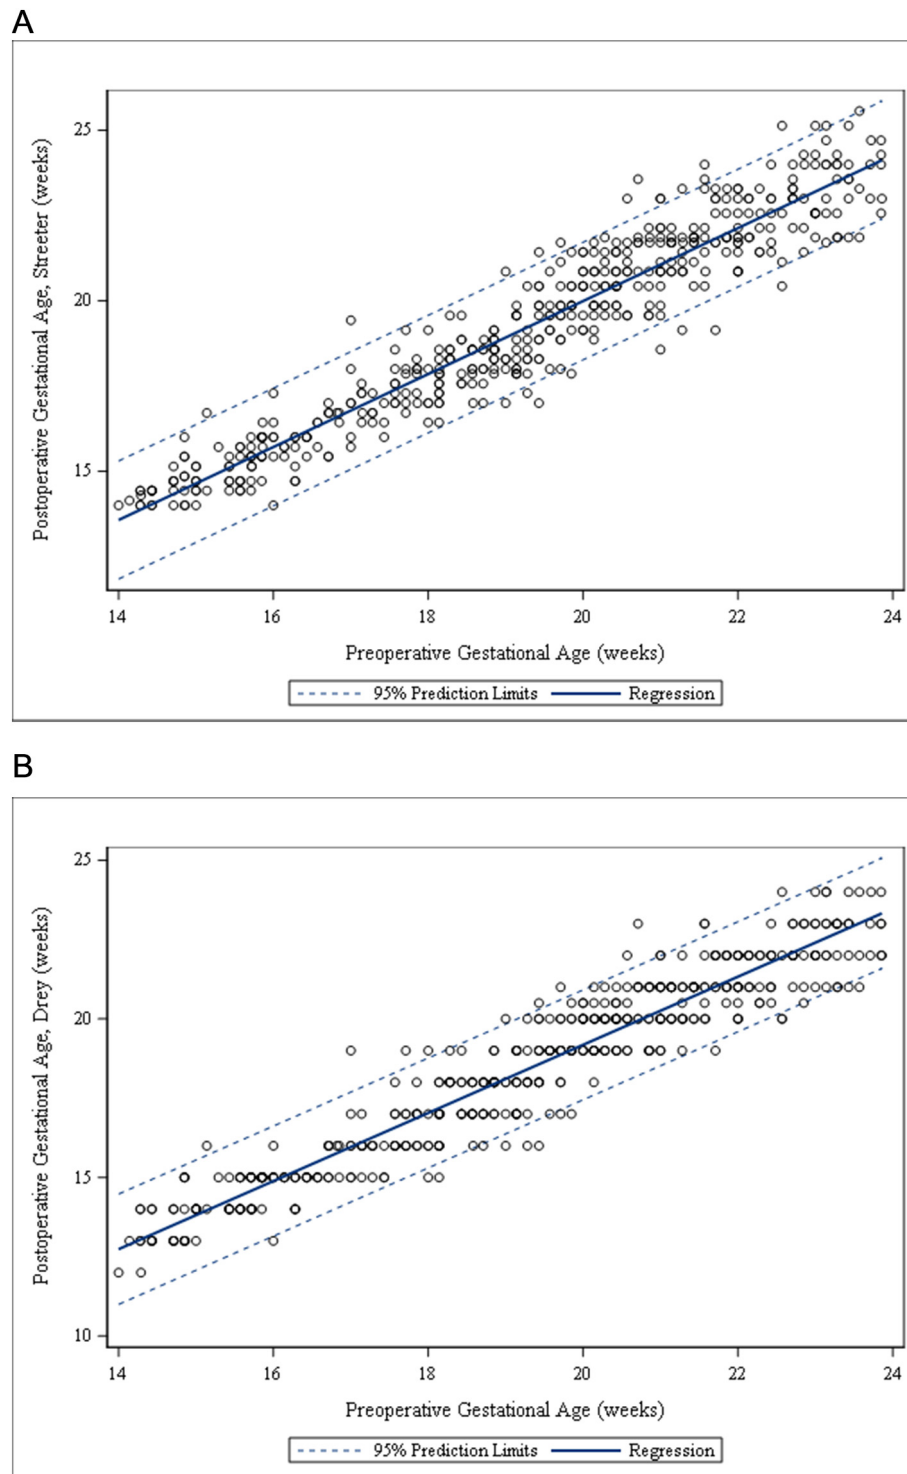 A
Postoperative Gestational Age, Streeter (weeks)
25
20
15
14 16 18 20 22 24
Preoperative Gestational Age (weeks)
95% Prediction Limits Regression
B
Postoperative Gestational Age, Drey (weeks)
25
20
15
10
14 16 18 20 22 24
Preoperative Gestational Age (weeks)
95% Prediction Limits Regression